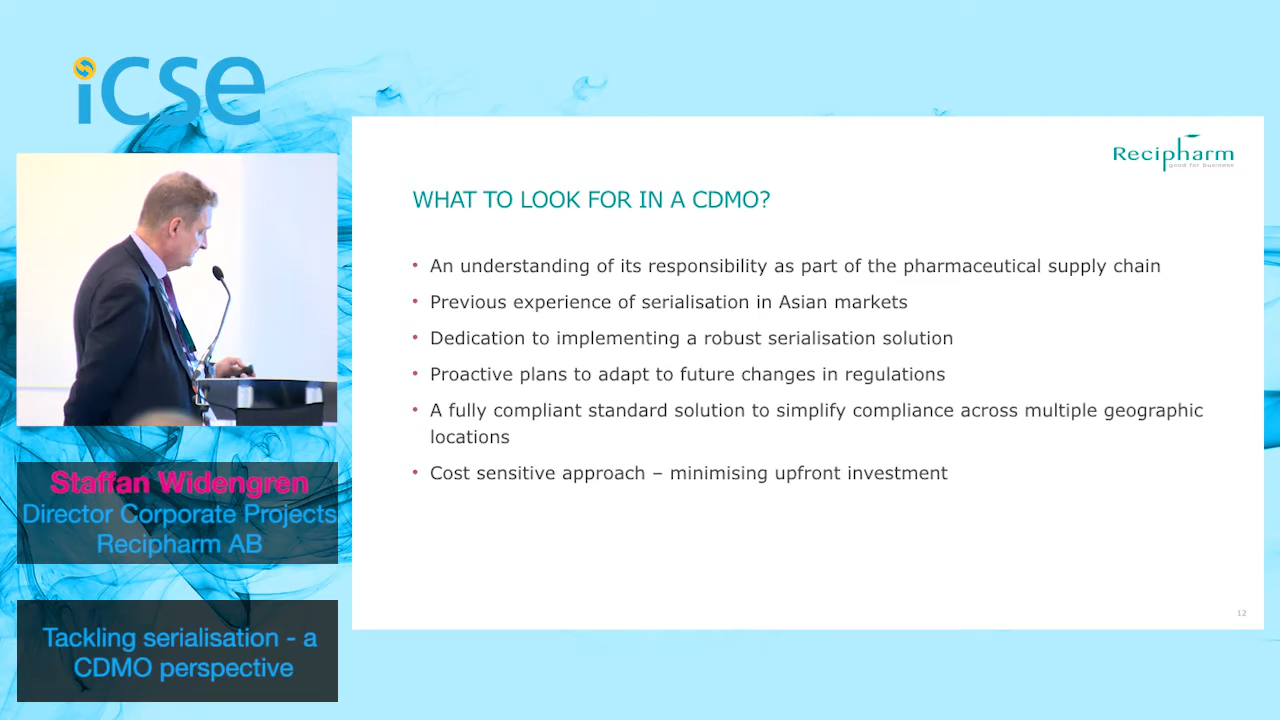 icse
Staffan Widengren
Director Corporate Projects
Recipharm AB
Tackling serialisation - a
CDMO perspective
Recipharm
good for business
WHAT TO LOOK FOR IN A CDMO?
• An understanding of its responsibility as part of the pharmaceutical supply chain
• Previous experience of serialisation in Asian markets
• Dedication to implementing a robust serialisation solution
• Proactive plans to adapt to future changes in regulations
• A fully compliant standard solution to simplify compliance across multiple geographic
locations
• Cost sensitive approach – minimising upfront investment
12